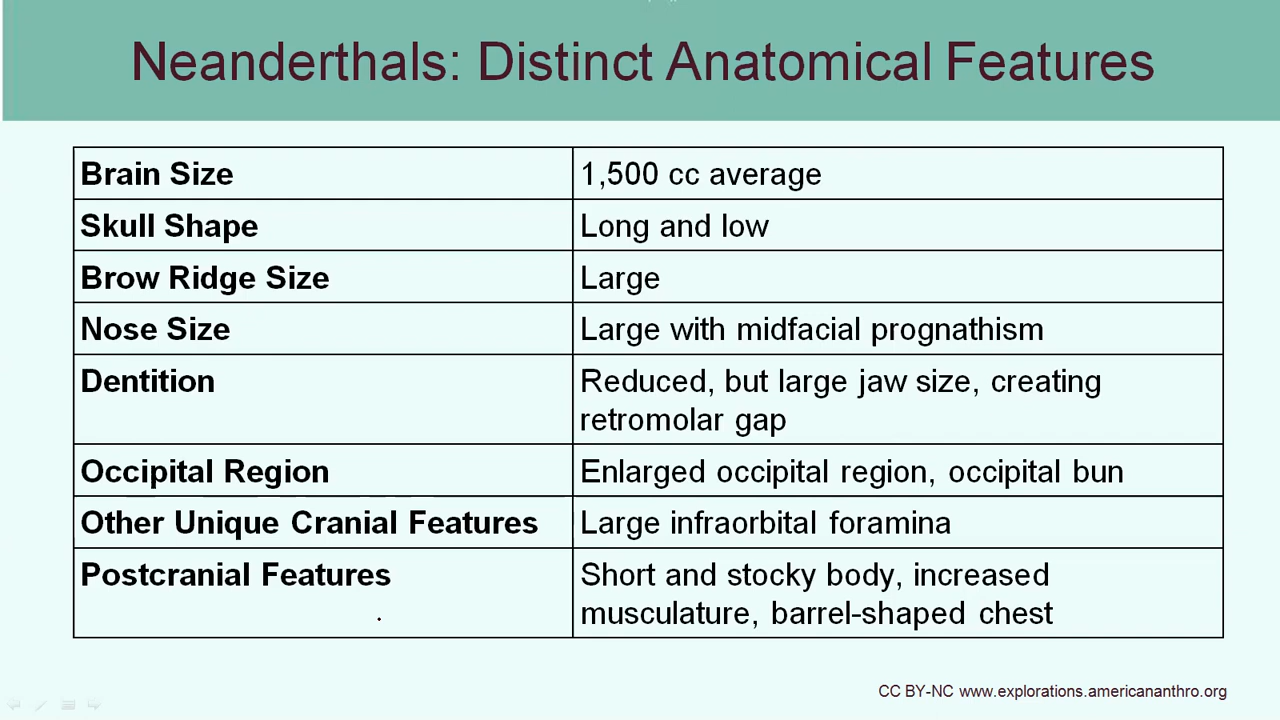 Neanderthals: Distinct Anatomical Features
Brain Size 1,500 cc average
Skull Shape Long and low
Brow Ridge Size Large
Nose Size Large with midfacial prognathism
Dentition Reduced, but large jaw size, creating
retromolar gap
Occipital Region Enlarged occipital region, occipital bun
Other Unique Cranial Features Large infraorbital foramina
Postcranial Features Short and stocky body, increased
musculature, barrel-shaped chest
CC BY-NC www.explorations.americananthro.org